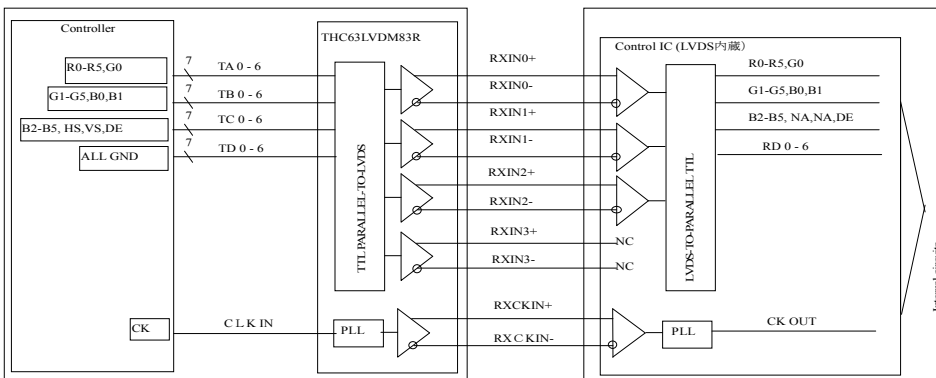 Controller
R0-R5,G0
G1-G5,B0,B1
B2-B5, HS,VS,DE
ALL GND
CK
7
TA 0 - 6
7
TB 0 - 6
7
TC 0 - 6
7
TD 0 - 6
C L K IN
THC63LVDM83R
TTL PARALLEL-TO-LVDS
PLL
RXIN0+
RXIN0-
RXIN1+
RXIN1-
RXIN2+
RXIN2-
RXIN3+
RXIN3-
RXCKIN+
RX C KIN-
NC
NC
Control IC (LVDS内蔵)
LVDS-TO-PARALLEL TTL
PLL
R0-R5,G0
G1-G5,B0,B1
B2-B5, NA,NA,DE
RD 0 - 6
CK OUT